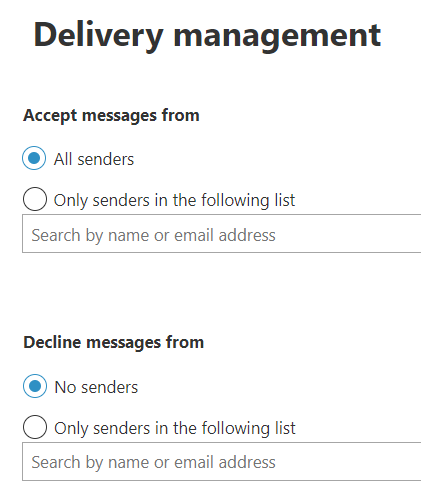 Delivery management
Accept messages from
All senders
Only senders in the following list
Search by name or email address
Decline messages from
No senders
Only senders in the following list
Search by name or email address